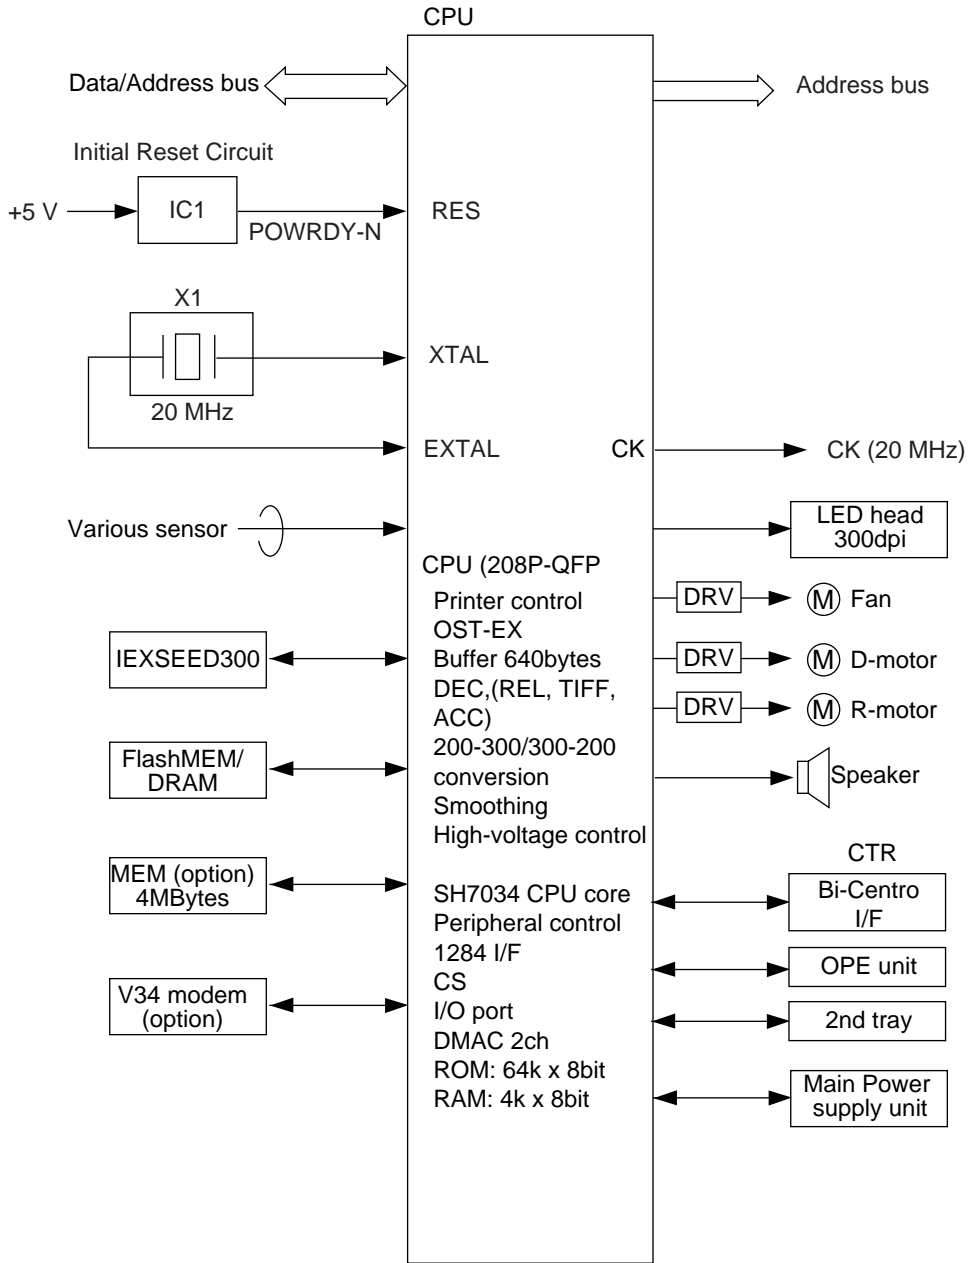 CPU
Data/Address bus
Address bus
Initial Reset Circuit
+5 V
IC1
POWRDY-N
RES
X1
XTAL
20 MHz
EXTAL
CK
CK (20 MHz)
Various sensor
LED head
300dpi
CPU (208P-QFP
Printer control
OST-EX
Buffer 640bytes
DEC,(REL, TIFF,
ACC)
200-300/300-200
conversion
Smoothing
High-voltage control
SH7034 CPU core
Peripheral control
1284 I/F
CS
I/O port
DMAC 2ch
ROM: 64k x 8bit
RAM: 4k x 8bit
IEXSEED300
FlashMEM/
DRAM
MEM (option)
4MBytes
V34 modem
(option)
DRV
M
Fan
DRV
M
D-motor
DRV
M
R-motor
Speaker
CTR
Bi-Centro
I/F
OPE unit
2nd tray
Main Power
supply unit